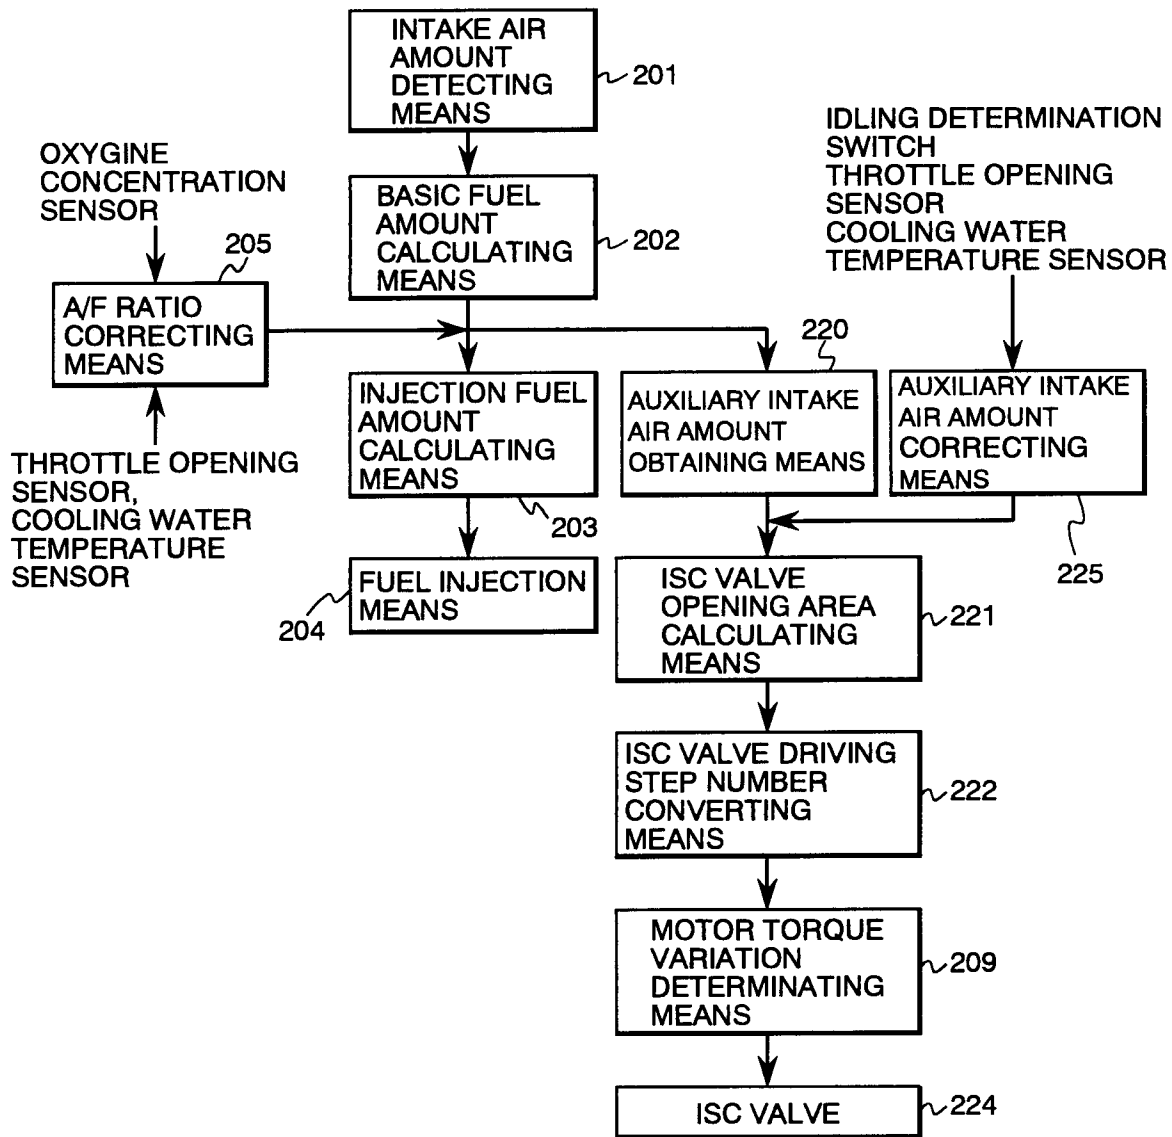 INTAKE AIR
AMOUNT
DETECTING
MEANS
201
OXYGINE
CONCENTRATION
SENSOR
205
BASIC FUEL
AMOUNT
CALCULATING
MEANS
202
IDLING DETERMINATION
SWITCH
THROTTLE OPENING
SENSOR
COOLING WATER
TEMPERATURE SENSOR
A/F RATIO
CORRECTING
MEANS
220
THROTTLE OPENING
SENSOR,
COOLING WATER
TEMPERATURE
SENSOR
INJECTION FUEL
AMOUNT
CALCULATING
MEANS
203
AUXILIARY INTAKE
AIR AMOUNT
OBTAINING MEANS
AUXILIARY INTAKE
AIR AMOUNT
CORRECTING
MEANS
225
FUEL INJECTION
MEANS
204
ISC VALVE
OPENING AREA
CALCULATING
MEANS
221
ISC VALVE DRIVING
STEP NUMBER
CONVERTING
MEANS
222
MOTOR TORQUE
VARIATION
DETERMINATING
MEANS
209
ISC VALVE
224